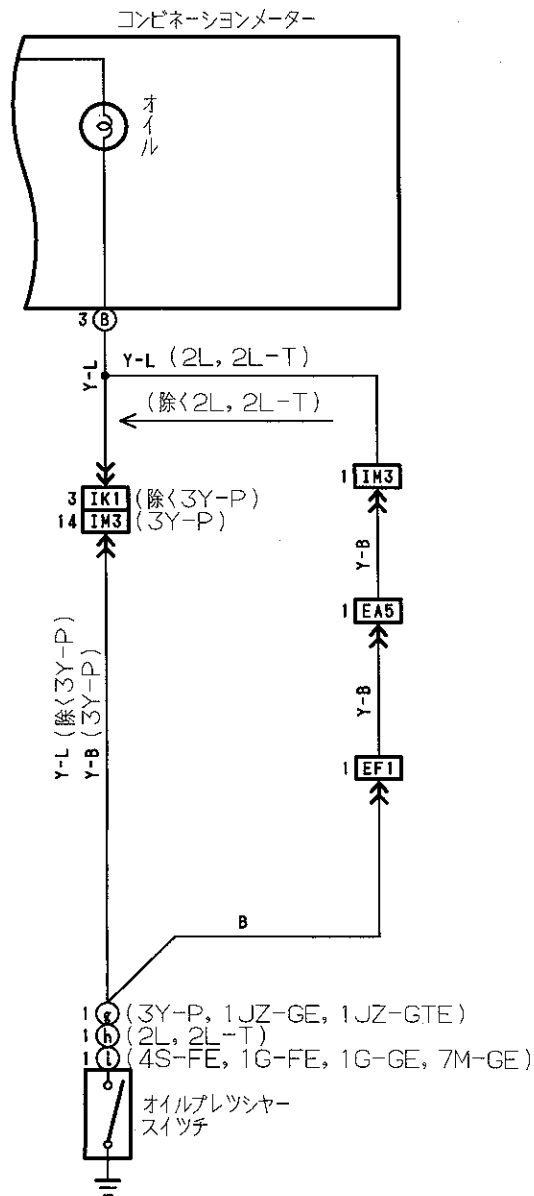 コンビネーションメーター
オイル
3 B
Y-L
Y-L (2L, 2L-T)
(除く2L, 2L-T)
3 IK1 (除く3Y-P)
14 IM3 (3Y-P)
1 IM3
Y-B
1 EA5
Y-B
1 EF1
Y-L (除く3Y-P)
Y-B (3Y-P)
B
1 g (3Y-P, 1JZ-GE, 1JZ-GTE)
1 h (2L, 2L-T)
1 i (4S-FE, 1G-FE, 1G-GE, 7M-GE)
オイルプレツシヤー
スイツチ